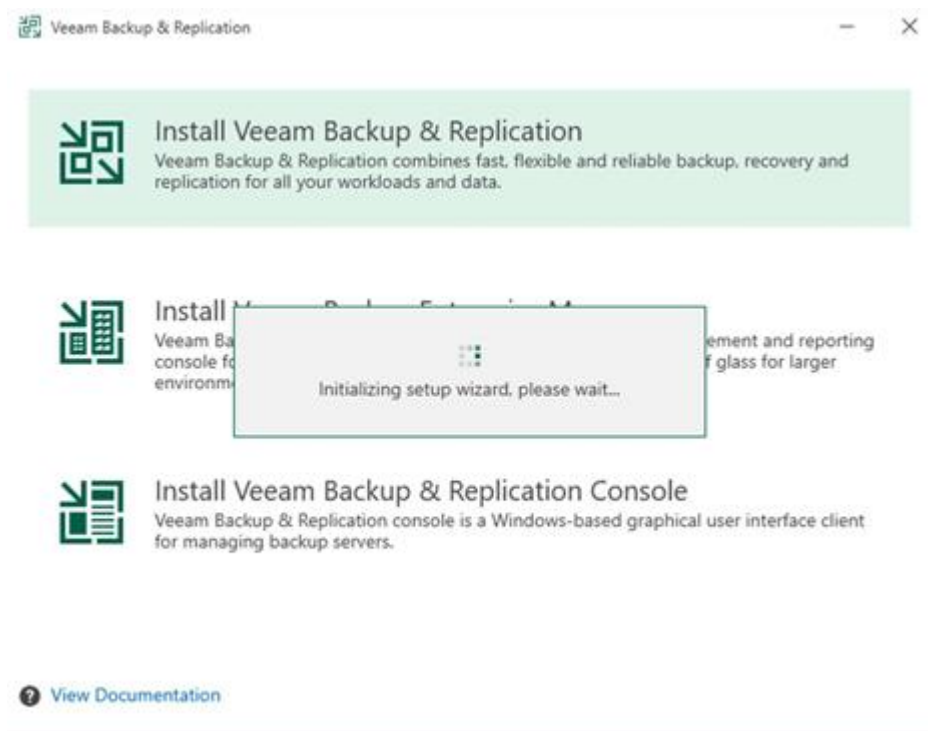 Veeam Backup & Replication
Install Veeam Backup & Replication
Veeam Backup & Replication combines fast, flexible and reliable backup, recovery and
replication for all your workloads and data.
Install
Veeam Ba
ement and reporting
console fo
f glass for larger
environm
Initializing setup wizard, please wait...
Install Veeam Backup & Replication Console
Veeam Backup & Replication console is a Windows-based graphical user interface client
for managing backup servers.
View Documentation